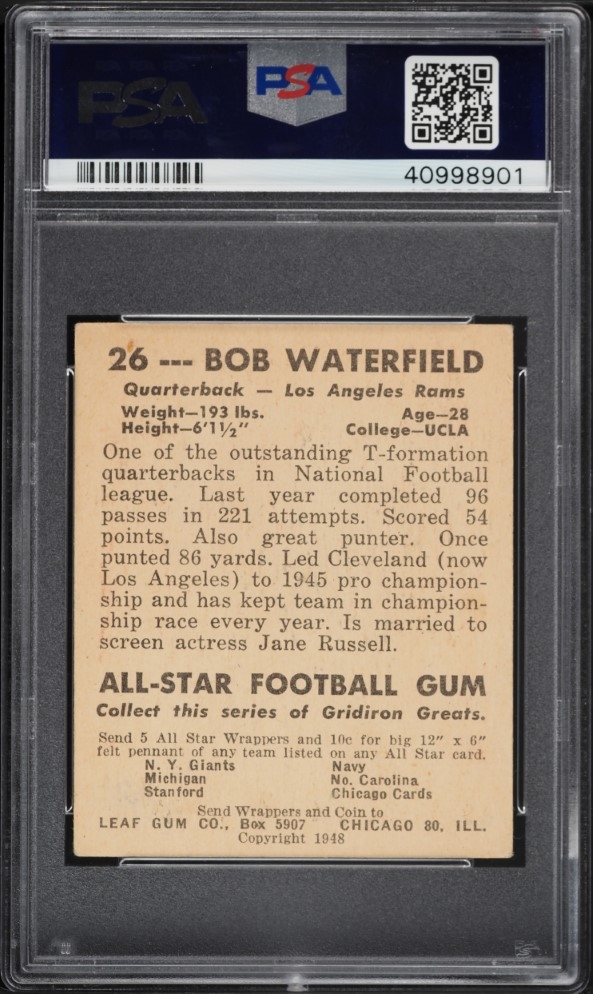 PSA
PSA
40998901
26 --- BOB WATERFIELD
Quarterback — Los Angeles Rams
Weight—193 lbs. Age—28
Height—6'1½" College—UCLA
One of the outstanding T-formation
quarterbacks in National Football
league. Last year completed 96
passes in 221 attempts. Scored 54
points. Also great punter. Once
punted 86 yards. Led Cleveland (now
Los Angeles) to 1945 pro champion-
ship and has kept team in champion-
ship race every year. Is married to
screen actress Jane Russell.
ALL-STAR FOOTBALL GUM
Collect this series of Gridiron Greats.
Send 5 All Star Wrappers and 10c for big 12" x 6"
felt pennant of any team listed on any All Star card.
N. Y. Giants Navy
Michigan No. Carolina
Stanford Chicago Cards
Send Wrappers and Coin to
LEAF GUM CO., Box 5907 CHICAGO 80, ILL.
Copyright 1948